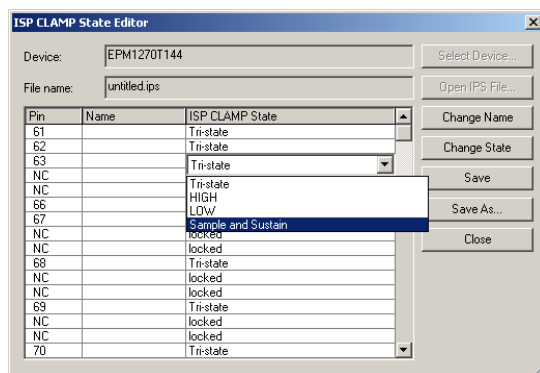 ISP CLAMP State Editor
Device: EPM1270T144 Select Device...
File name: untitled.ips Open IPS File...
Pin Name ISP CLAMP State Change Name
61 Tri-state
62 Tri-state Change State
63 Tri-state
NC Tri-state Save
NC HIGH
66 LOW Save As...
67 Sample and Sustain
NC locked Close
NC locked
68 Tri-state
NC locked
NC locked
69 Tri-state
NC locked
NC locked
70 Tri-state